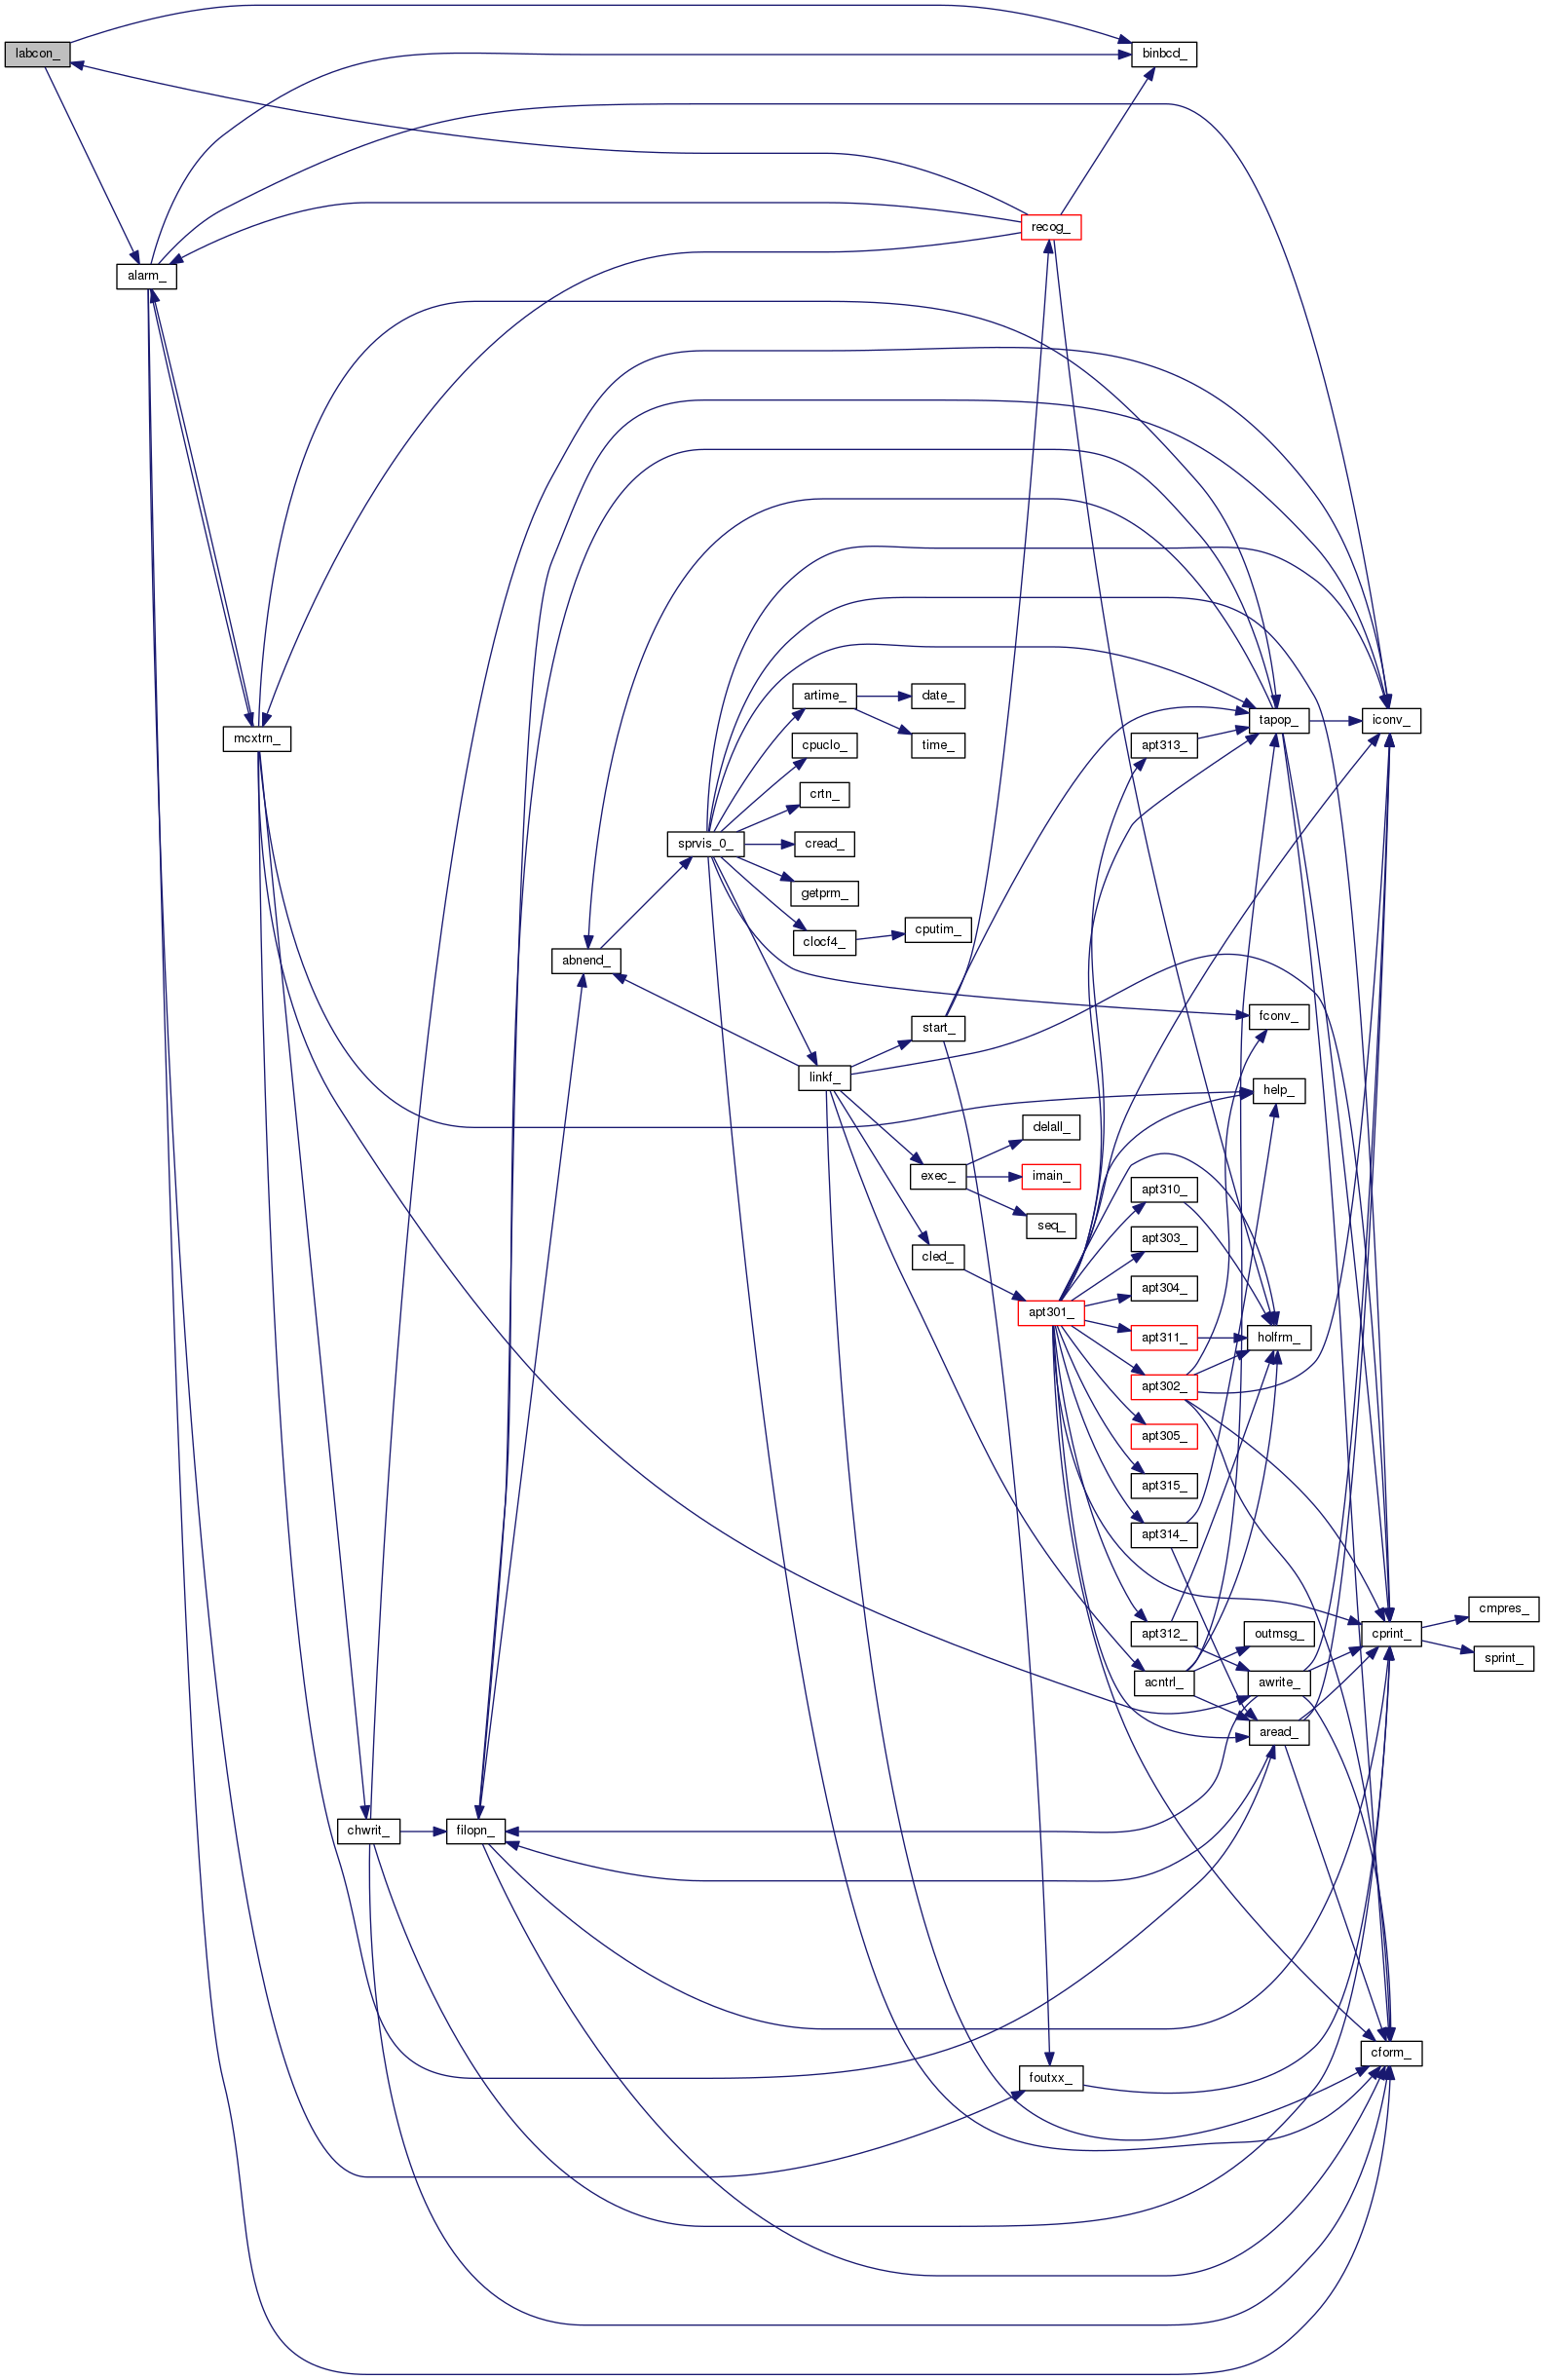 labcon_
binbcd_
recog_
alarm_
artime_
date_
tapop_
iconv_
mcxtrn_
cpuclo_
time_
apt313_
crtn_
sprvis_0_
cread_
getprm_
clocf4_
cputim_
abnend_
start_
fconv_
linkf_
help_
delall_
exec_
imain_
apt310_
seq_
apt303_
cled_
apt304_
apt301_
apt311_
holfrm_
apt302_
apt305_
apt315_
apt314_
cmpres_
apt312_
outmsg_
cprint_
sprint_
acntrl_
awrite_
aread_
chwrit_
filopn_
cform_
foutxx_